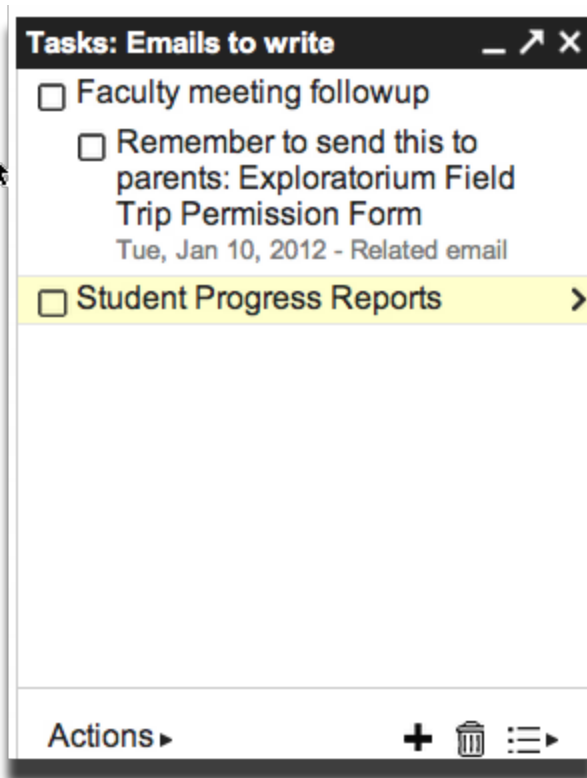 Tasks: Emails to write
Faculty meeting followup
Remember to send this to
parents: Exploratorium Field
Trip Permission Form
Tue, Jan 10, 2012 - Related email
Student Progress Reports
Actions